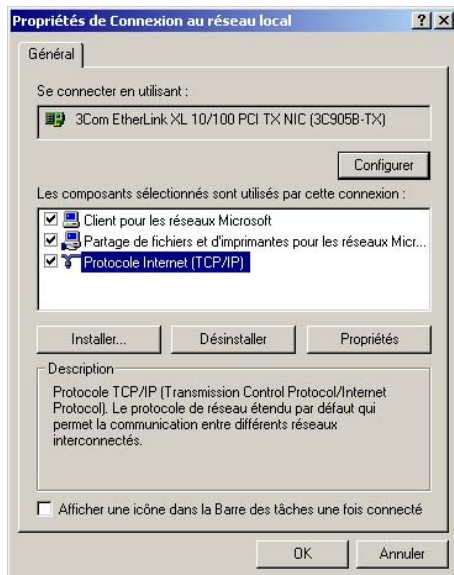 Propriétés de Connexion au réseau local
Général
Se connecter en utilisant :
3Com EtherLink XL 10/100 PCI TX NIC (3C905B-TX)
Configurer
Les composants sélectionnés sont utilisés par cette connexion :
Client pour les réseaux Microsoft
Partage de fichiers et d'imprimantes pour les réseaux Micr...
Protocole Internet (TCP/IP)
Installer... Désinstaller Propriétés
Description
Protocole TCP/IP (Transmission Control Protocol/Internet
Protocol). Le protocole de réseau étendu par défaut qui
permet la communication entre différents réseaux
interconnectés.
Afficher une icône dans la Barre des tâches une fois connecté
OK Annuler